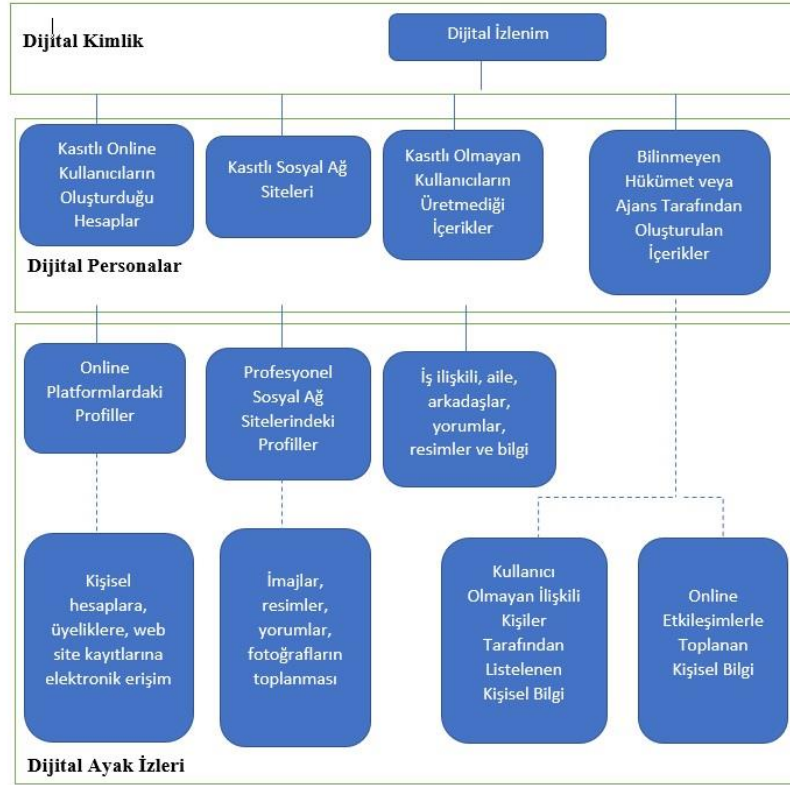 Dijital Kimlik
Dijital İzlenim
Kasıtlı Online
Kullanıcıların
Oluşturduğu
Hesaplar
Kasıtlı Sosyal Ağ
Siteleri
Kasıtlı Olmayan
Kullanıcıların
Üretmediği
İçerikler
Bilinmeyen
Hükümet veya
Ajans Tarafından
Oluşturulan
İçerikler
Dijital Personalar
Online
Platformlardaki
Profiller
Profesyonel
Sosyal Ağ
Sitelerindeki
Profiller
İş ilişkili, aile,
arkadaşlar,
yorumlar,
resimler ve bilgi
Kişisel
hesaplara,
üyeliklere, web
site kayıtlarına
elektronik erişim
İmajlar,
resimler,
yorumlar,
fotoğrafların
toplanması
Kullanıcı
Olmayan İlişkili
Kişiler
Tarafından
Listelenen
Kişisel Bilgi
Online
Etkileşimlerle
Toplanan
Kişisel Bilgi
Dijital Ayak İzleri